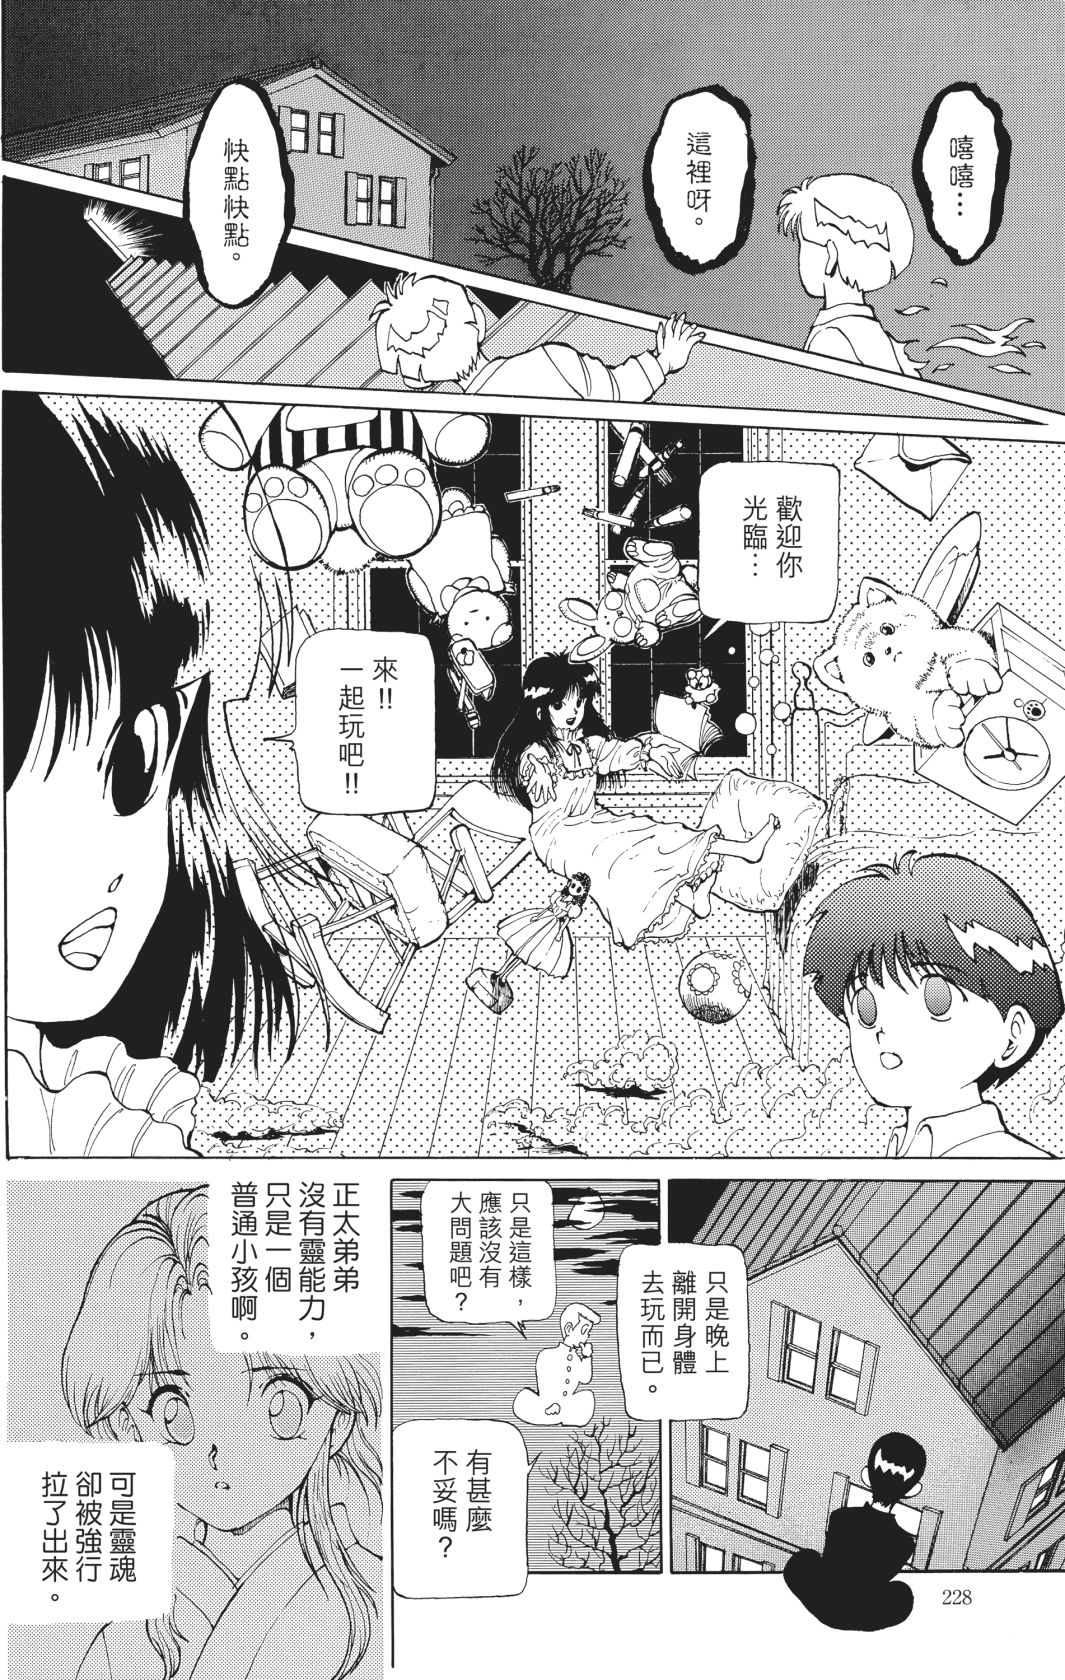 嘻嘻…
這裡呀。
快點快點。
歡迎你
光臨…
來!!
一起玩吧!!
只是晚上
離開身體
去玩而已。
只是這樣，
應該沒有
大問題吧？
有甚麼
不妥嗎？
正太弟弟
沒有靈能力，
只是一個
普通小孩啊。
可是靈魂
卻被強行
拉了出來。
228